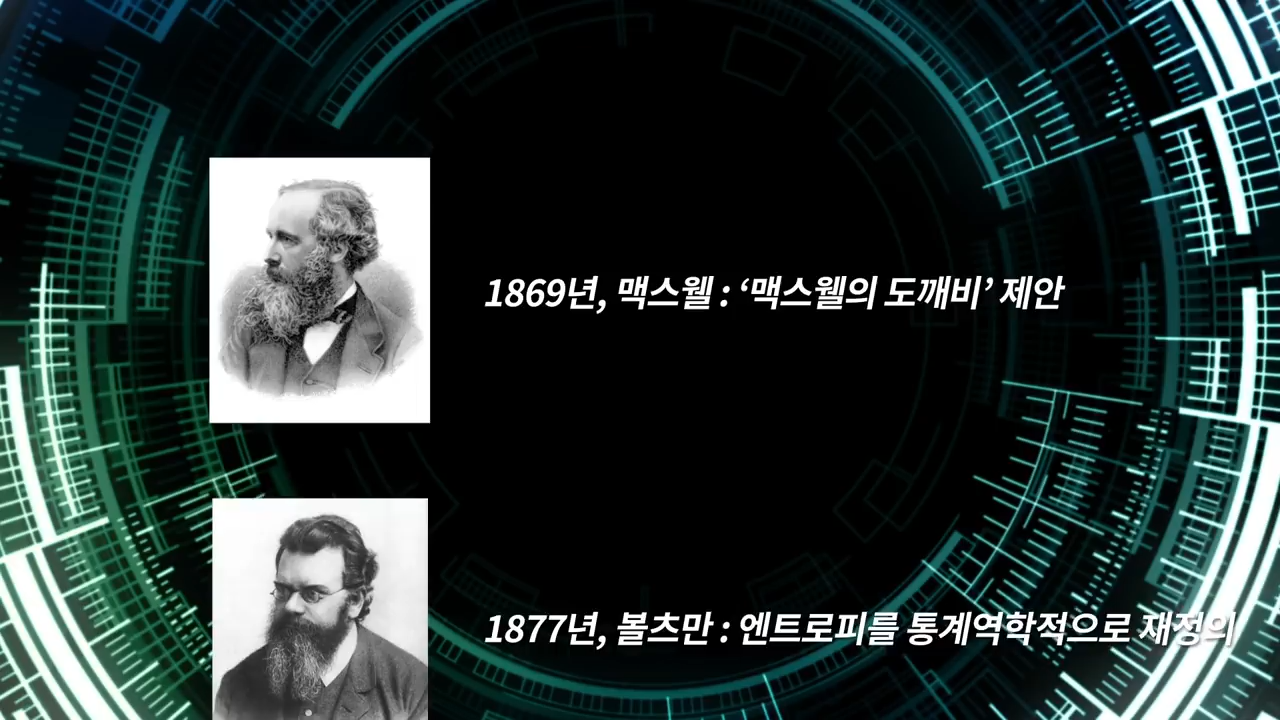 1869년, 맥스웰 : ‘맥스웰의 도깨비’ 제안
1877년, 볼츠만 : 엔트로피를 통계역학적으로 재정의